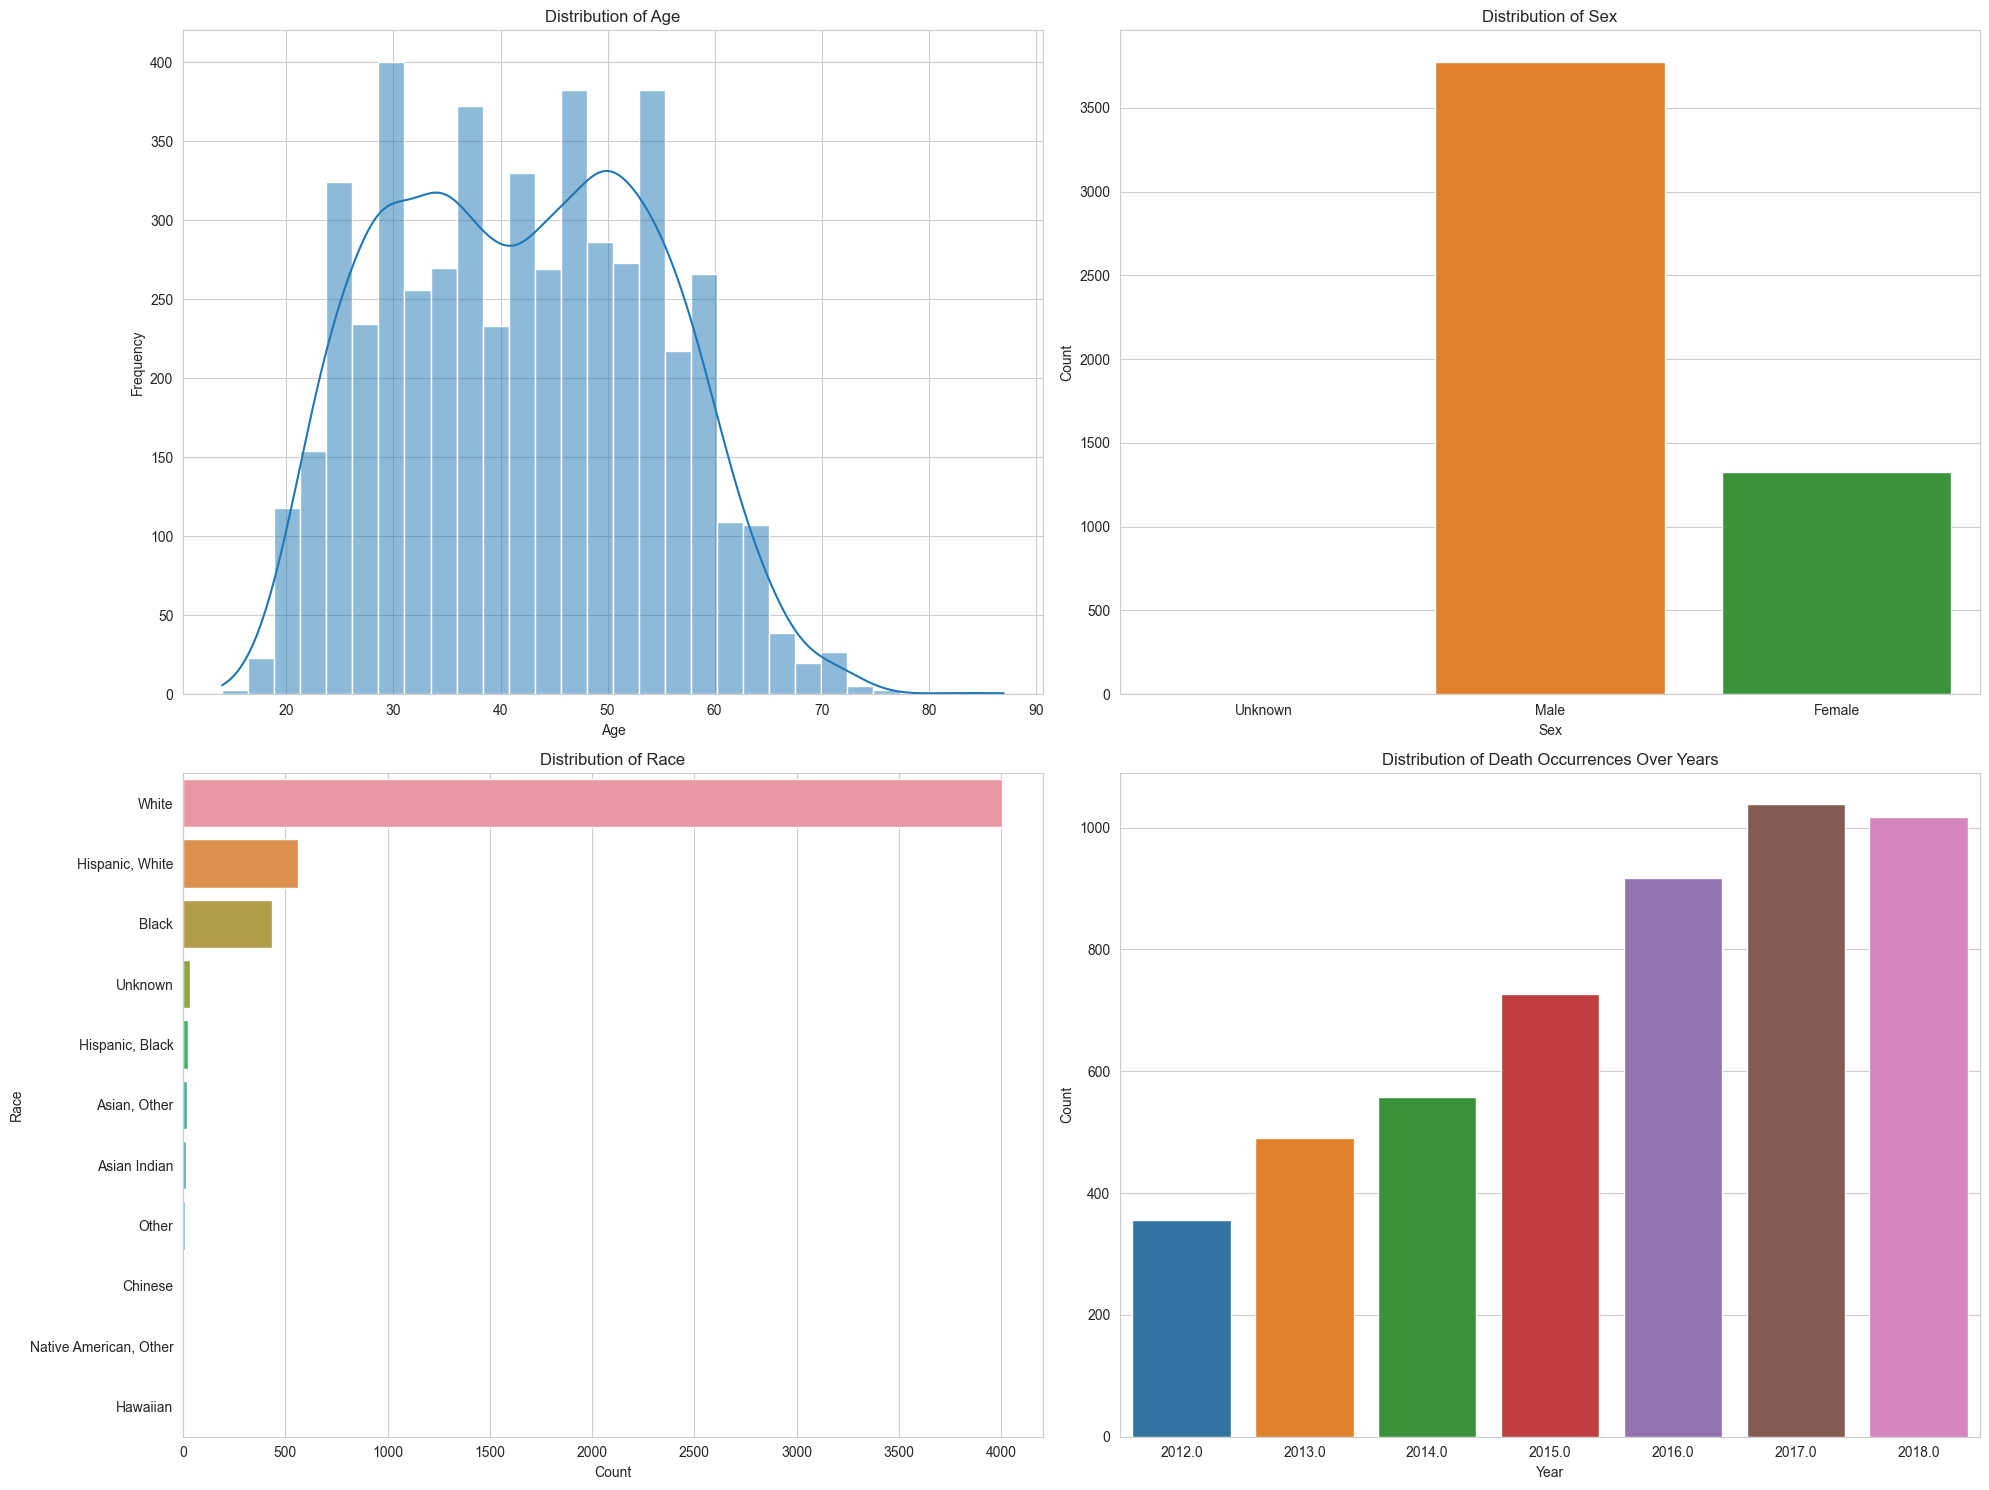 Distribution of Age
Frequency
400
350
300
250
200
150
100
50
0
20 30 40 50 60 70 80 90
Age
Distribution of Sex
Count
3500
3000
2500
2000
1500
1000
500
0
Unknown Male Female
Sex
Distribution of Race
Race
White
Hispanic, White
Black
Unknown
Hispanic, Black
Asian, Other
Asian Indian
Other
Chinese
Native American, Other
Hawaiian
0 500 1000 1500 2000 2500 3000 3500 4000
Count
Distribution of Death Occurrences Over Years
Count
1000
800
600
400
200
0
2012.0 2013.0 2014.0 2015.0 2016.0 2017.0 2018.0
Year